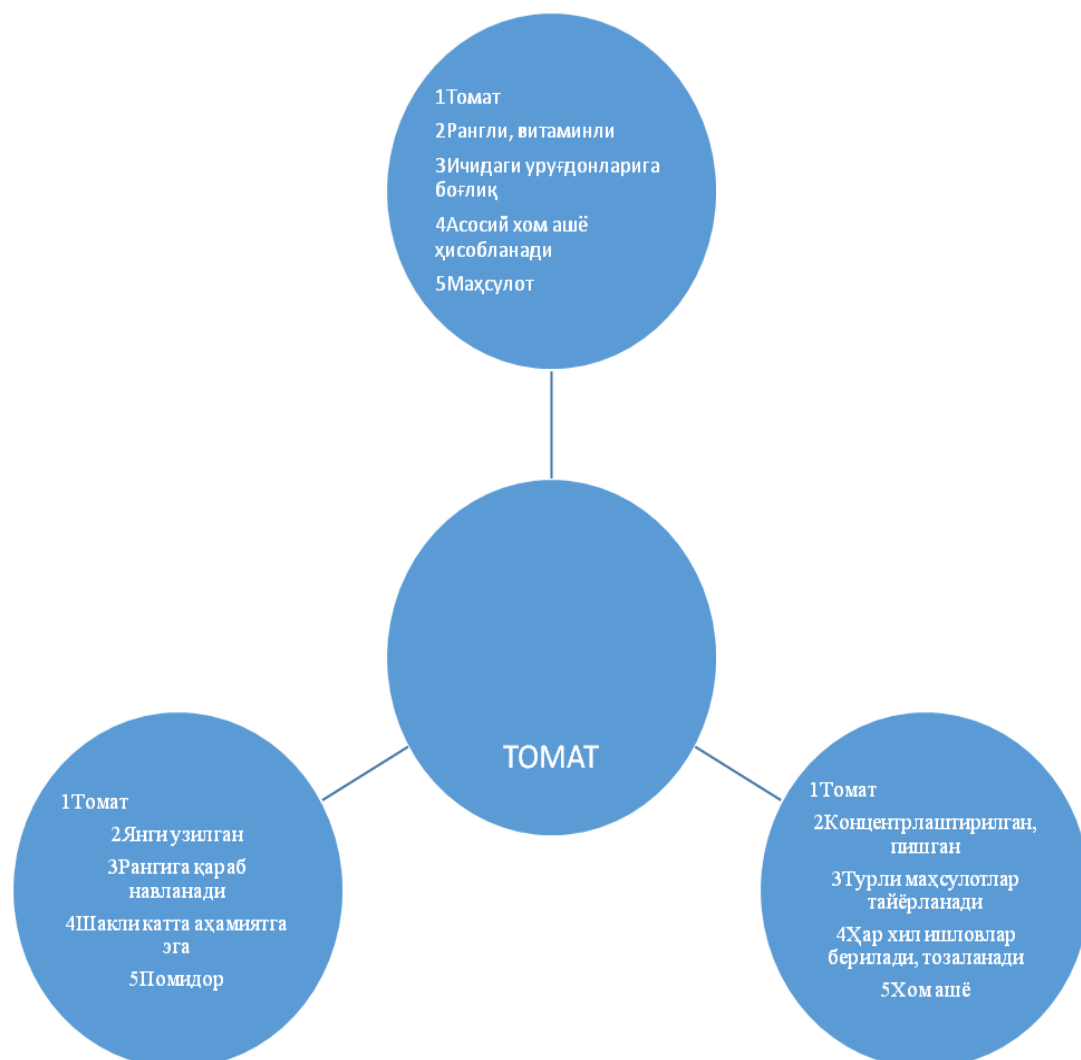 1Томат
2Рангли, витаминли
3Ичидаги уруғдонларига
боғлиқ
4Асосий хом ашё
ҳисобланади
5Маҳсулот
ТОМАТ
1Томат
2Янги узилган
3Рангига қараб
навланади
4Шакли катта аҳамиятга
эга
5Помидор
1Томат
2Концентрлаштирилган,
пишган
3Турли маҳсулотлар
тайёрланади
4Ҳар хил ишловлар
берилади, тозаланади
5Хом ашё